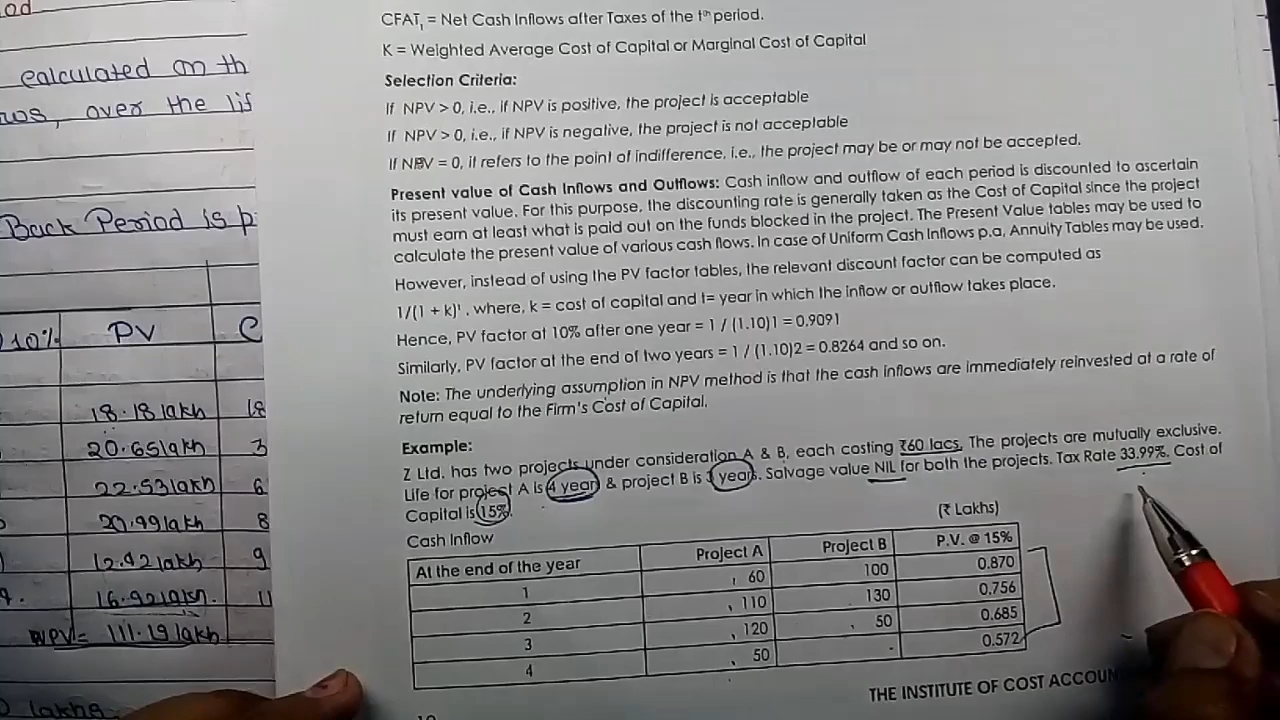 od
calculated on th
ws, over the lif
Back Period is p
10% PV C
18.18 lakh 18
20.65 lakh 3
22.53 lakh 6
20.49 lakh 8
12.42 lakh 9
16.92 lakh. 11
NPV = 111.19 lakh
lakhs
CFAT₁ = Net Cash Inflows after Taxes of the tᵗʰ period.
K = Weighted Average Cost of Capital or Marginal Cost of Capital
Selection Criteria:
If NPV > 0, i.e., if NPV is positive, the project is acceptable
If NPV > 0, i.e., if NPV is negative, the project is not acceptable
If NPV = 0, it refers to the point of indifference, i.e., the project may be or may not be accepted.
Present value of Cash Inflows and Outflows: Cash inflow and outflow of each period is discounted to ascertain
its present value. For this purpose, the discounting rate is generally taken as the Cost of Capital since the project
must earn at least what is paid out on the funds blocked in the project. The Present Value tables may be used to
calculate the present value of various cash flows. In case of Uniform Cash Inflows p.a, Annuity Tables may be used.
However, instead of using the PV factor tables, the relevant discount factor can be computed as
1/(1 + k)ᵗ, where, k = cost of capital and t= year in which the inflow or outflow takes place.
Hence, PV factor at 10% after one year = 1 / (1.10)1 = 0.9091
Similarly, PV factor at the end of two years = 1 / (1.10)2 = 0.8264 and so on.
Note: The underlying assumption in NPV method is that the cash inflows are immediately reinvested at a rate of
return equal to the Firm's Cost of Capital.
Example:
Z Ltd. has two projects under consideration A & B, each costing ₹60 lacs. The projects are mutually exclusive.
Life for project A is 4 year & project B is 3 years. Salvage value NIL for both the projects. Tax Rate 33.99%. Cost of
Capital is 15%.
Cash Inflow (₹ Lakhs)
At the end of the year Project A Project B P.V. @ 15%
1 60 100 0.870
2 110 130 0.756
3 120 50 0.685
4 50 - 0.572
THE INSTITUTE OF COST ACCOUN